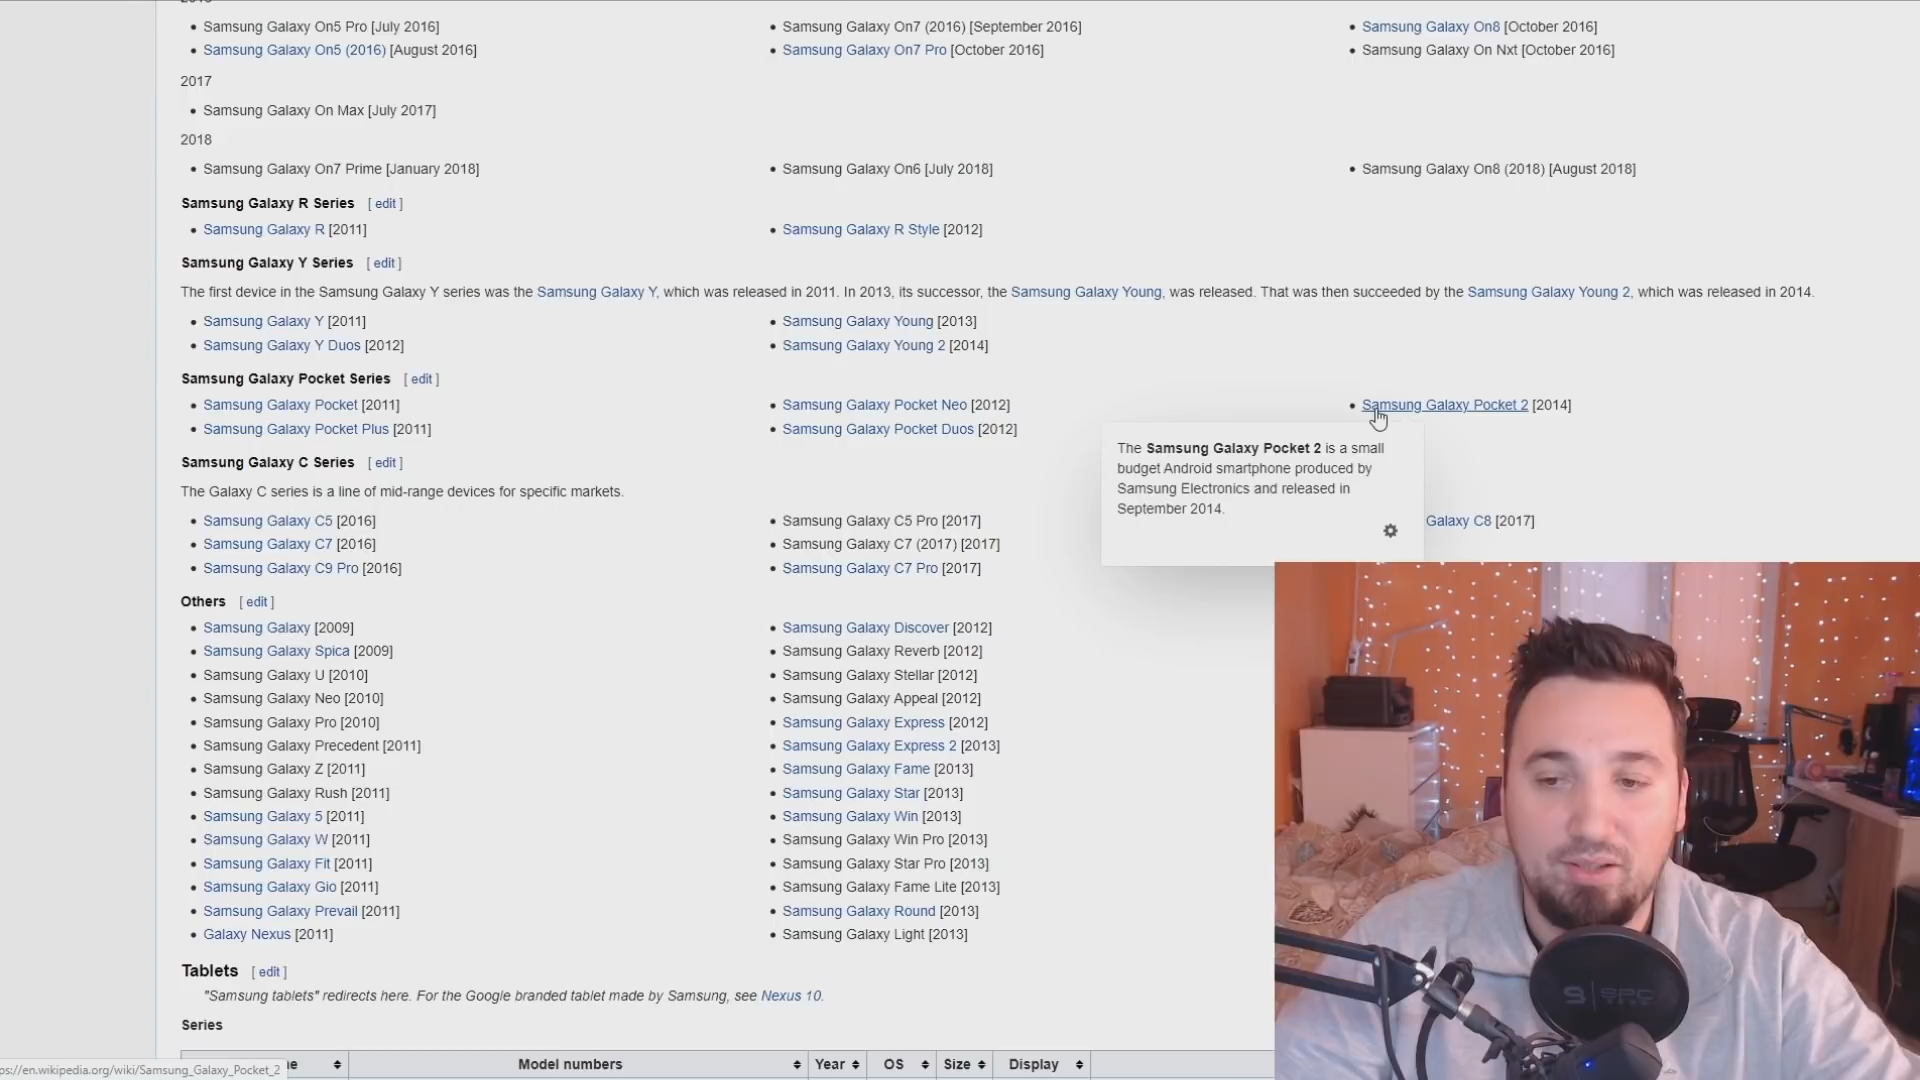 • Samsung Galaxy On5 Pro [July 2016]
• Samsung Galaxy On7 (2016) [September 2016]
• Samsung Galaxy On8 [October 2016]
• Samsung Galaxy On5 (2016) [August 2016]
• Samsung Galaxy On7 Pro [October 2016]
• Samsung Galaxy On Nxt [October 2016]
2017
• Samsung Galaxy On Max [July 2017]
2018
• Samsung Galaxy On7 Prime [January 2018]
• Samsung Galaxy On6 [July 2018]
• Samsung Galaxy On8 (2018) [August 2018]
Samsung Galaxy R Series [ edit ]
• Samsung Galaxy R [2011]
• Samsung Galaxy R Style [2012]
Samsung Galaxy Y Series [ edit ]
The first device in the Samsung Galaxy Y series was the Samsung Galaxy Y, which was released in 2011. In 2013, its successor, the Samsung Galaxy Young, was released. That was then succeeded by the Samsung Galaxy Young 2, which was released in 2014.
• Samsung Galaxy Y [2011]
• Samsung Galaxy Y Duos [2012]
• Samsung Galaxy Young [2013]
• Samsung Galaxy Young 2 [2014]
Samsung Galaxy Pocket Series [ edit ]
• Samsung Galaxy Pocket [2011]
• Samsung Galaxy Pocket Plus [2011]
• Samsung Galaxy Pocket Neo [2012]
• Samsung Galaxy Pocket Duos [2012]
• Samsung Galaxy Pocket 2 [2014]
The Samsung Galaxy Pocket 2 is a small
budget Android smartphone produced by
Samsung Electronics and released in
September 2014.
Samsung Galaxy C Series [ edit ]
The Galaxy C series is a line of mid-range devices for specific markets.
• Samsung Galaxy C5 [2016]
• Samsung Galaxy C7 [2016]
• Samsung Galaxy C9 Pro [2016]
• Samsung Galaxy C5 Pro [2017]
• Samsung Galaxy C7 (2017) [2017]
• Samsung Galaxy C7 Pro [2017]
Galaxy C8 [2017]
Others [ edit ]
• Samsung Galaxy [2009]
• Samsung Galaxy Spica [2009]
• Samsung Galaxy U [2010]
• Samsung Galaxy Neo [2010]
• Samsung Galaxy Pro [2010]
• Samsung Galaxy Precedent [2011]
• Samsung Galaxy Z [2011]
• Samsung Galaxy Rush [2011]
• Samsung Galaxy 5 [2011]
• Samsung Galaxy W [2011]
• Samsung Galaxy Fit [2011]
• Samsung Galaxy Gio [2011]
• Samsung Galaxy Prevail [2011]
• Galaxy Nexus [2011]
• Samsung Galaxy Discover [2012]
• Samsung Galaxy Reverb [2012]
• Samsung Galaxy Stellar [2012]
• Samsung Galaxy Appeal [2012]
• Samsung Galaxy Express [2012]
• Samsung Galaxy Express 2 [2013]
• Samsung Galaxy Fame [2013]
• Samsung Galaxy Star [2013]
• Samsung Galaxy Win [2013]
• Samsung Galaxy Win Pro [2013]
• Samsung Galaxy Star Pro [2013]
• Samsung Galaxy Fame Lite [2013]
• Samsung Galaxy Round [2013]
• Samsung Galaxy Light [2013]
Tablets [ edit ]
"Samsung tablets" redirects here. For the Google branded tablet made by Samsung, see Nexus 10.
Series
Model numbers Year OS Size Display
ps://en.wikipedia.org/wiki/Samsung_Galaxy_Pocket_2
SPC